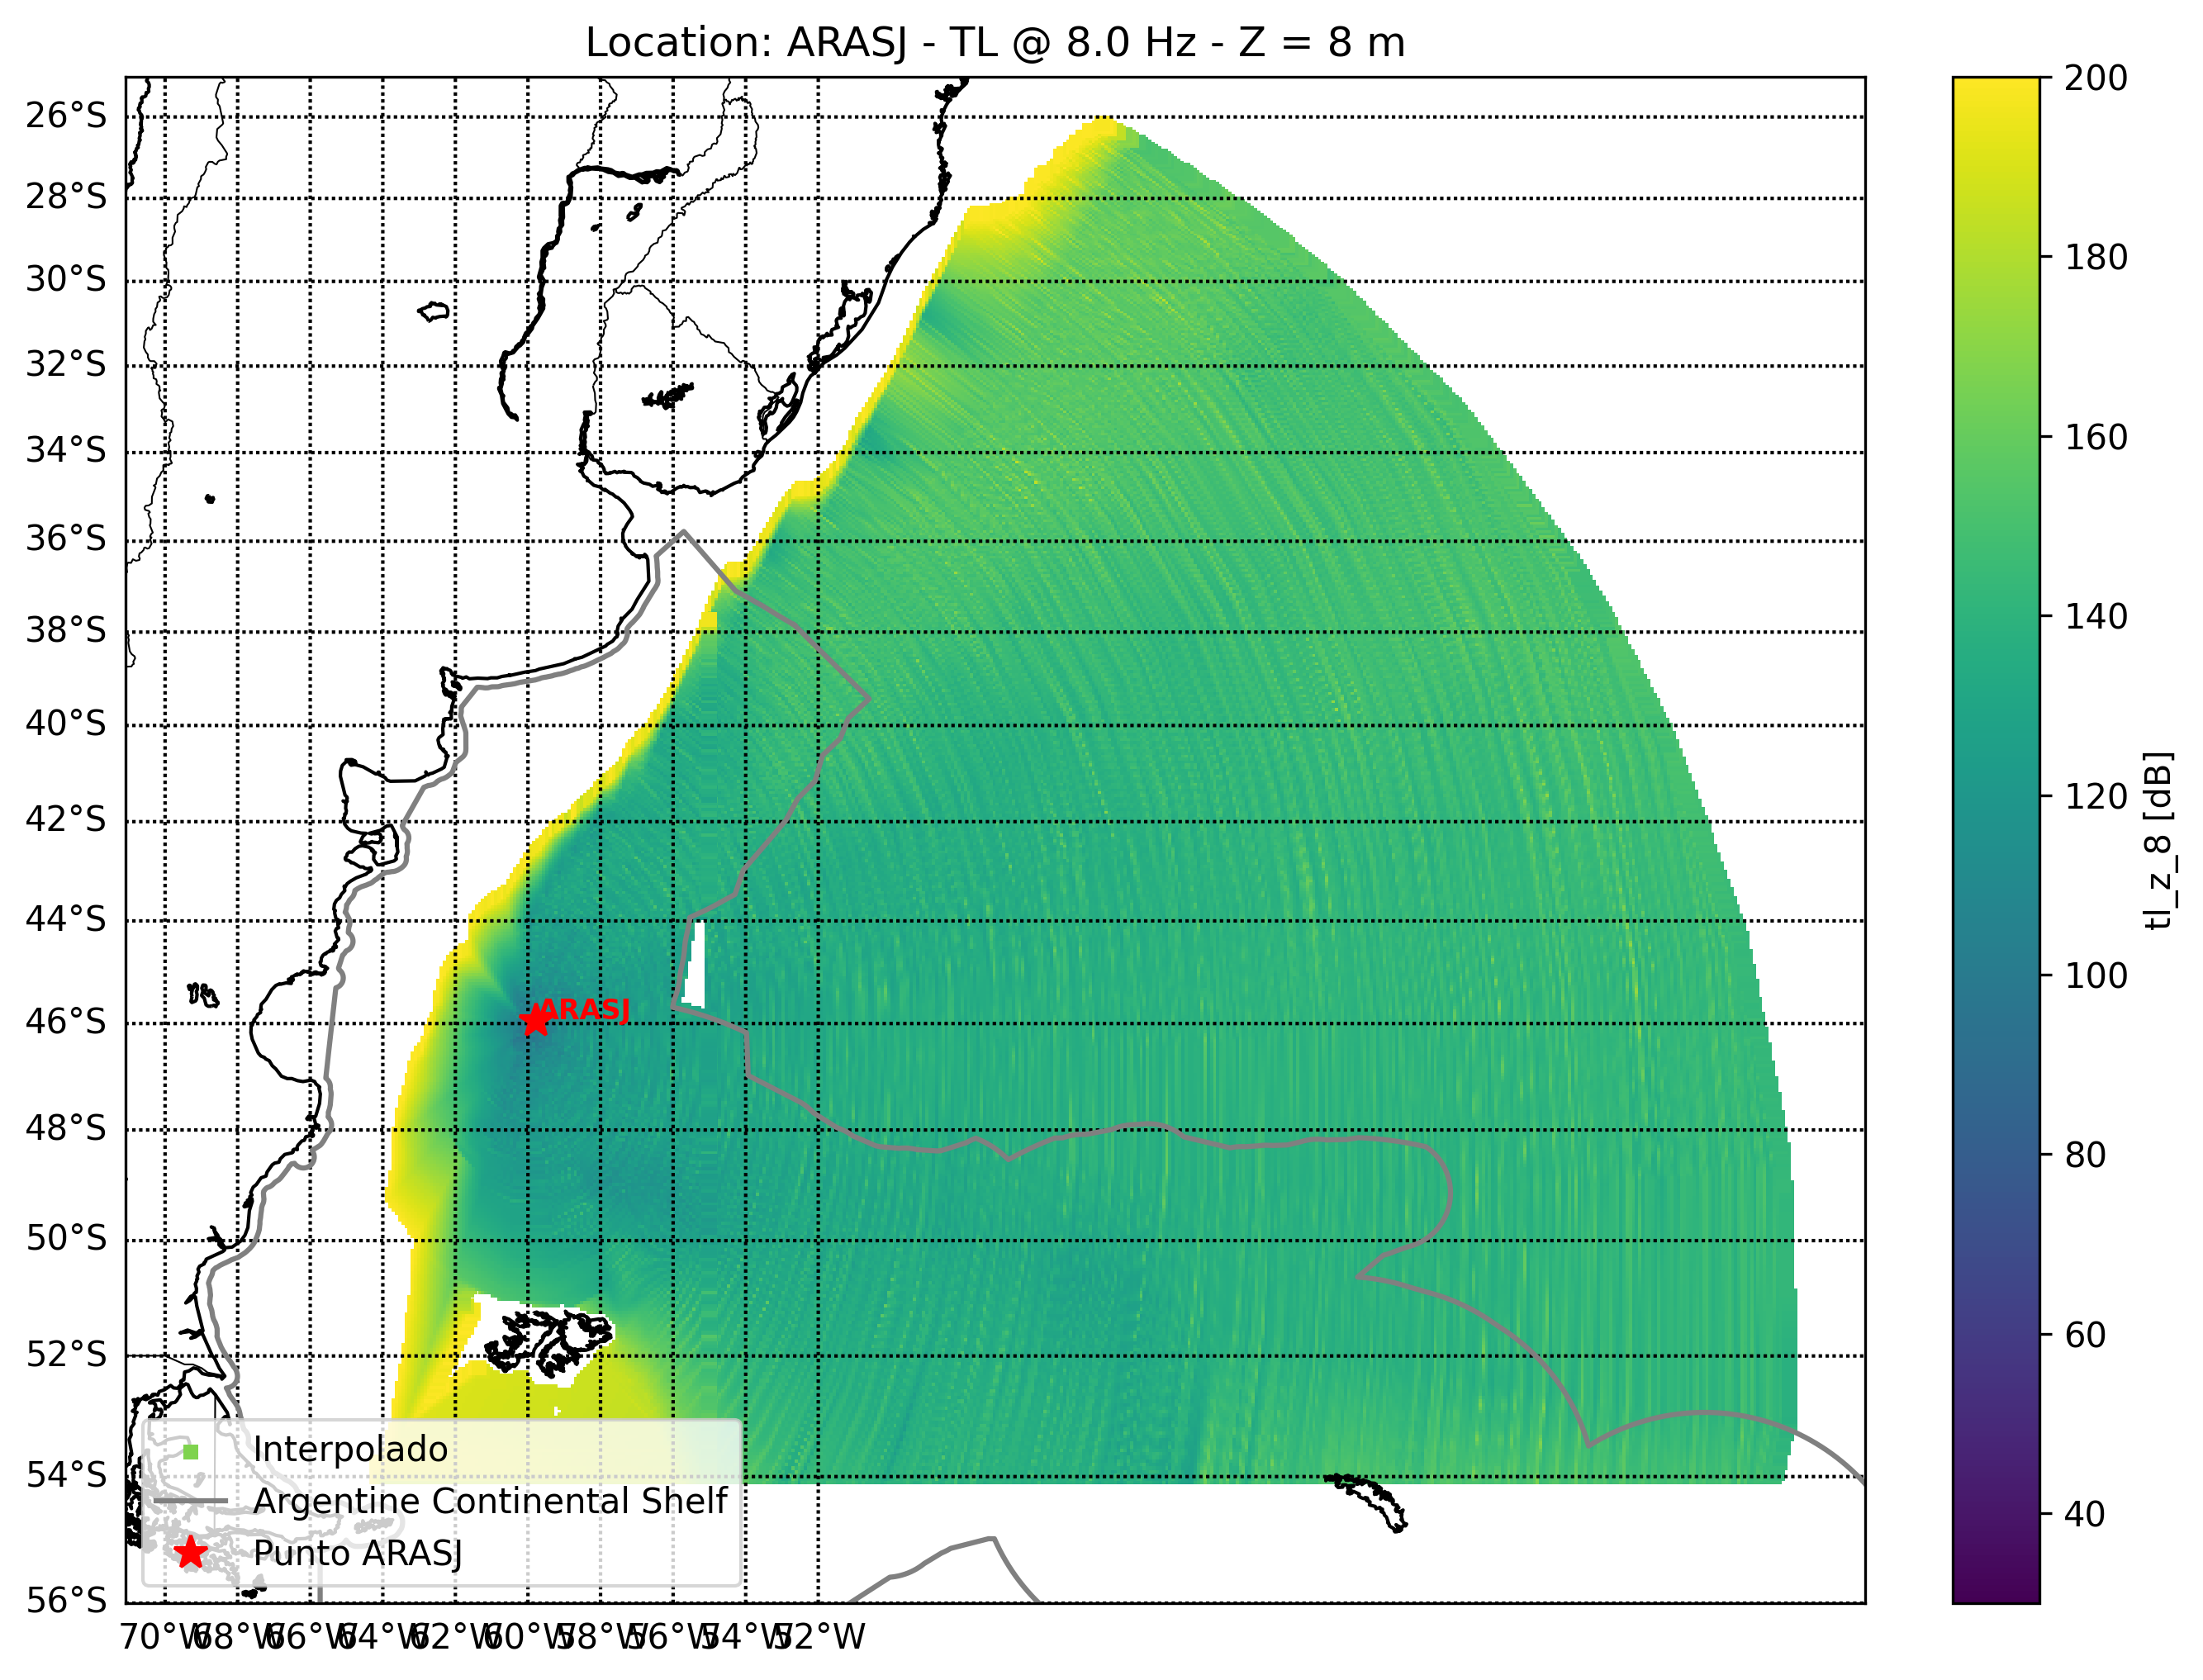 Location: ARASJ - TL @ 8.0 Hz - Z = 8 m
26°S
28°S
30°S
32°S
34°S
36°S
38°S
40°S
42°S
44°S
46°S
48°S
50°S
52°S
54°S
56°S
70°W
68°W
66°W
64°W
62°W
60°W
58°W
56°W
54°W
52°W
ARASJ
Interpolado
Argentine Continental Shelf
Punto ARASJ
200
180
160
140
120
100
80
60
40
tl_z_8 [dB]